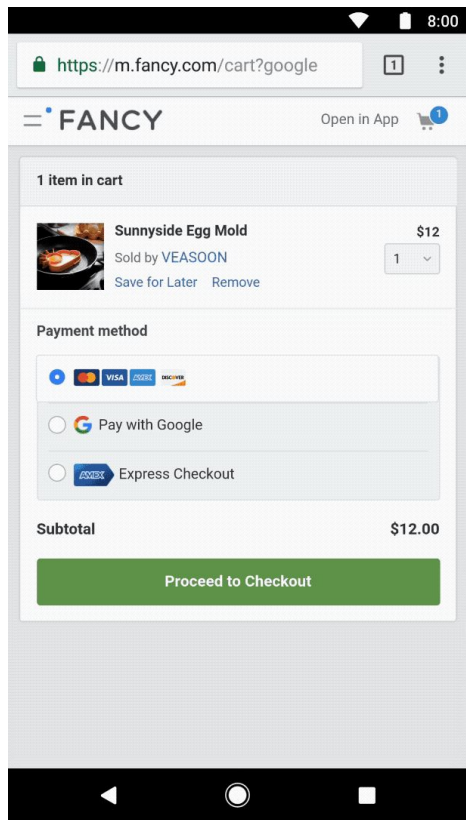 8:00
https://m.fancy.com/cart?google 1
FANCY Open in App 1
1 item in cart
Sunnyside Egg Mold $12
Sold by VEASOON 1
Save for Later Remove
Payment method
VISA AMEX DISCOVER
Pay with Google
AMEX Express Checkout
Subtotal $12.00
Proceed to Checkout